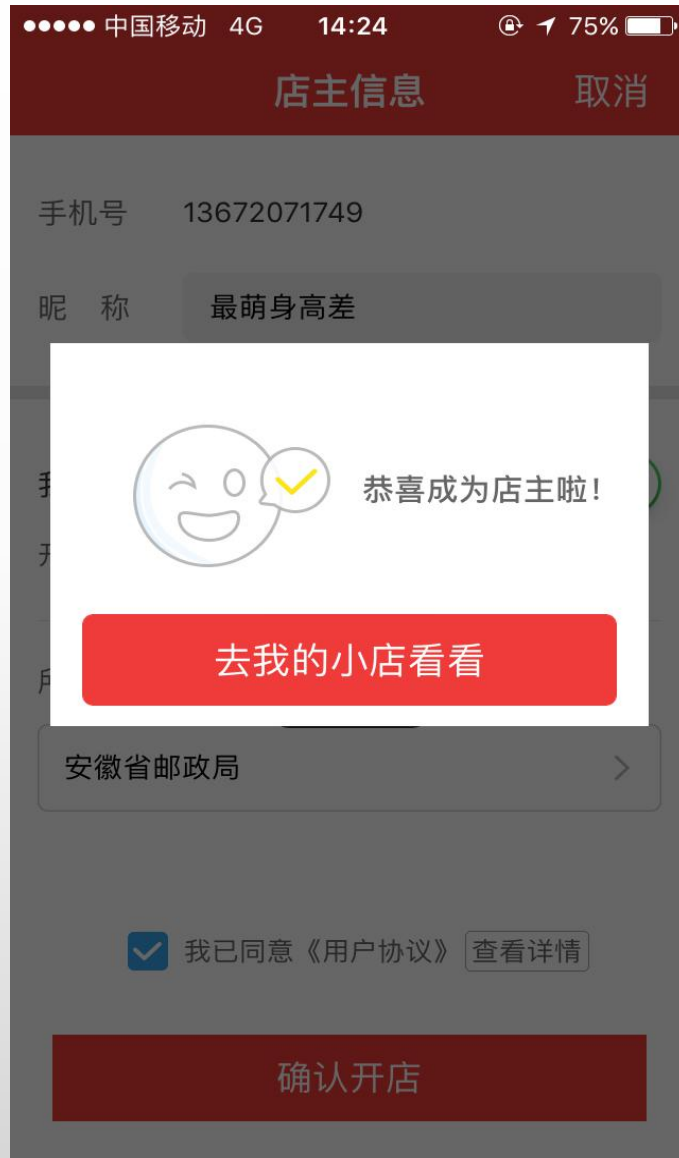 中国移动 4G 14:24 75%
店主信息 取消
手机号 13672071749
昵 称 最萌身高差
恭喜成为店主啦！
去我的小店看看
安徽省邮政局
我已同意《用户协议》 查看详情
确认开店